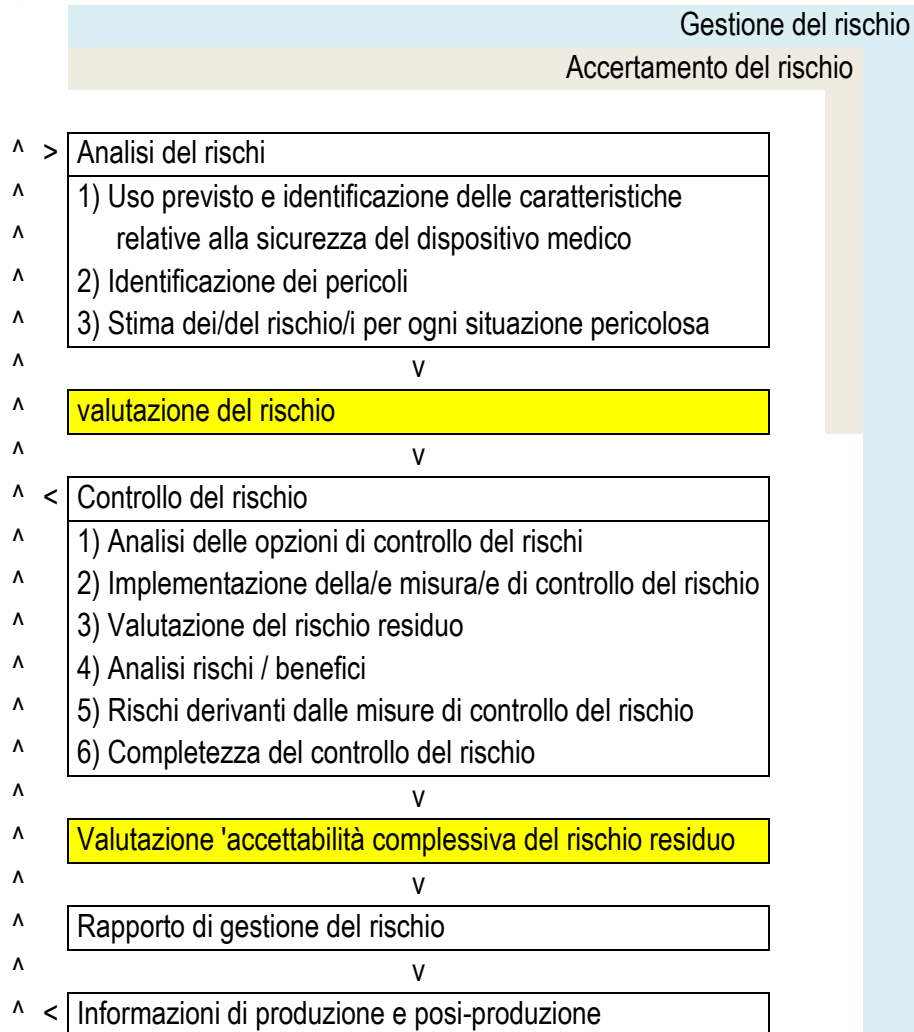 Gestione del rischio
Accertamento del rischio
^ > Analisi del rischi
^ 1) Uso previsto e identificazione delle caratteristiche
^ relative alla sicurezza del dispositivo medico
^ 2) Identificazione dei pericoli
^ 3) Stima dei/del rischio/i per ogni situazione pericolosa
^ v
^ valutazione del rischio
^ v
^ < Controllo del rischio
^ 1) Analisi delle opzioni di controllo del rischi
^ 2) Implementazione della/e misura/e di controllo del rischio
^ 3) Valutazione del rischio residuo
^ 4) Analisi rischi / benefici
^ 5) Rischi derivanti dalle misure di controllo del rischio
^ 6) Completezza del controllo del rischio
^ v
^ Valutazione 'accettabilità complessiva del rischio residuo
^ v
^ Rapporto di gestione del rischio
^ v
^ < Informazioni di produzione e posi-produzione